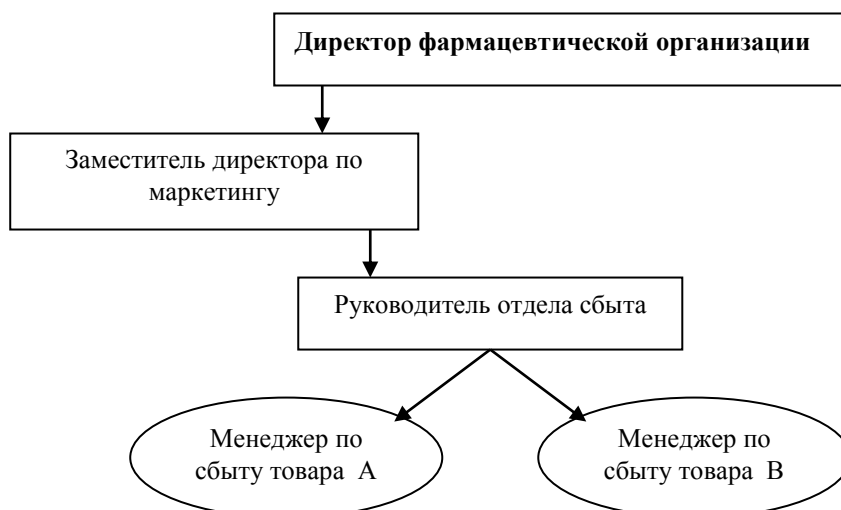 Директор фармацевтической организации
Заместитель директора по
маркетингу
Руководитель отдела сбыта
Менеджер по
сбыту товара А
Менеджер по
сбыту товара В